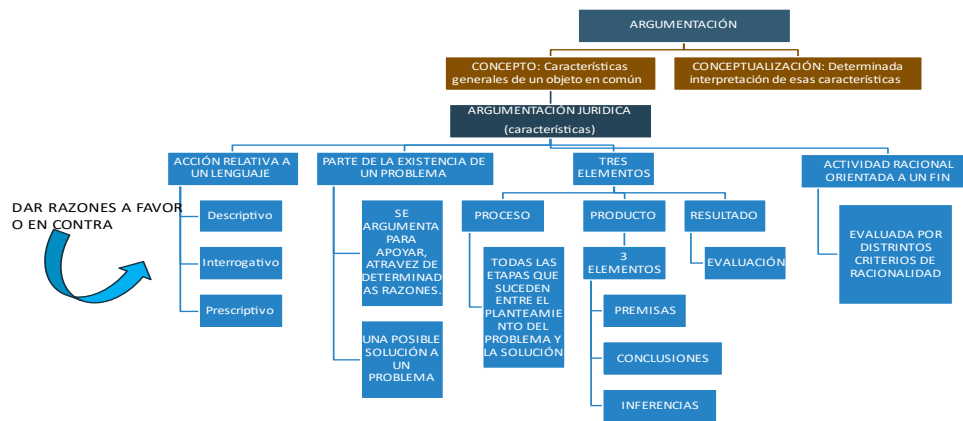 ARGUMENTACIÓN
CONCEPTO: Características
generales de un objeto en común
CONCEPTUALIZACIÓN: Determinada
interpretación de esas características
ARGUMENTACIÓN JURIDICA
(características)
ACCIÓN RELATIVA A
UN LENGUAJE
Descriptivo
Interrogativo
Prescriptivo
DAR RAZONES A FAVOR
O EN CONTRA
PARTE DE LA EXISTENCIA DE
UN PROBLEMA
SE
ARGUMENTA
PARA
APOYAR,
ATRAVEZ DE
DETERMINAD
AS RAZONES.
UNA POSIBLE
SOLUCIÓN A
UN
PROBLEMA
TRES
ELEMENTOS
PROCESO
TODAS LAS
ETAPAS QUE
SUCEDEN
ENTRE EL
PLANTEAMIE
NTO DEL
PROBLEMA Y
LA SOLUCIÓN
PRODUCTO
3
ELEMENTOS
PREMISAS
CONCLUSIONES
INFERENCIAS
RESULTADO
EVALUACIÓN
ACTIVIDAD RACIONAL
ORIENTADA A UN FIN
EVALUADA POR
DISTRINTOS
CRITERIOS DE
RACIONALIDAD